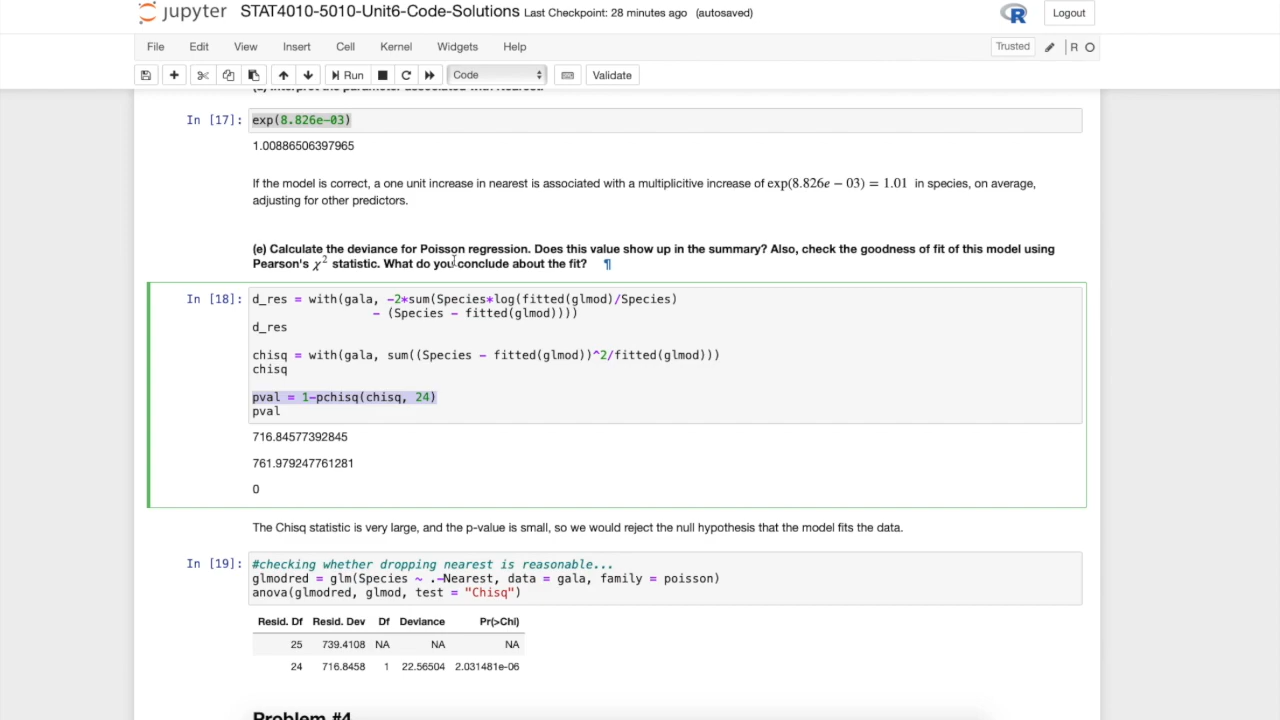 jupyter STAT4010-5010-Unit6-Code-Solutions Last Checkpoint: 28 minutes ago (autosaved) R Logout
File Edit View Insert Cell Kernel Widgets Help Trusted R
Run Code Validate
(d) Interpret the parameter associated with Nearest.
In [17]: exp(8.826e-03)
1.00886506397965
If the model is correct, a one unit increase in nearest is associated with a multiplicitive increase of exp(8.826e − 03) = 1.01 in species, on average,
adjusting for other predictors.
(e) Calculate the deviance for Poisson regression. Does this value show up in the summary? Also, check the goodness of fit of this model using
Pearson's χ² statistic. What do you conclude about the fit? ¶
In [18]: d_res = with(gala, -2*sum(Species*log(fitted(glmod)/Species)
- (Species - fitted(glmod))))
d_res
chisq = with(gala, sum((Species - fitted(glmod))^2/fitted(glmod)))
chisq
pval = 1-pchisq(chisq, 24)
pval
716.84577392845
761.979247761281
0
The Chisq statistic is very large, and the p-value is small, so we would reject the null hypothesis that the model fits the data.
In [19]: #checking whether dropping nearest is reasonable...
glmodred = glm(Species ~ .-Nearest, data = gala, family = poisson)
anova(glmodred, glmod, test = "Chisq")
Resid. Df Resid. Dev Df Deviance Pr(>Chi)
25 739.4108 NA NA NA
24 716.8458 1 22.56504 2.031481e-06
Problem #4